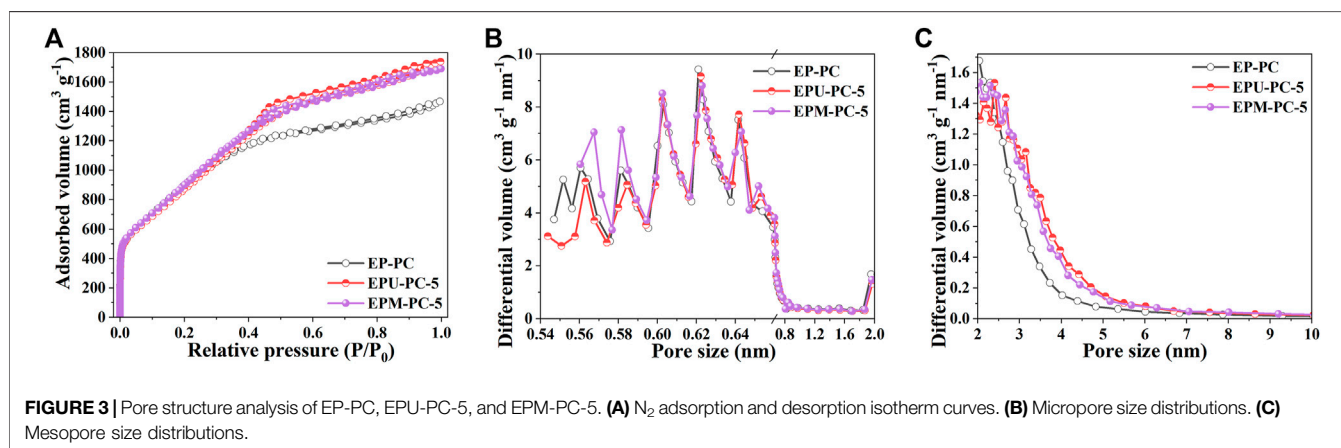 A
Adsorbed volume (cm³ g⁻¹)
1800
1600
1400
1200
1000
800
600
400
200
0
EP-PC
EPU-PC-5
EPM-PC-5
0.0 0.2 0.4 0.6 0.8 1.0
Relative pressure (P/P₀)
B
Differential volume (cm³ g⁻¹ nm⁻¹)
10
8
6
4
2
0
EP-PC
EPU-PC-5
EPM-PC-5
0.54 0.56 0.58 0.60 0.62 0.64 0.8 1.2 1.6 2.0
Pore size (nm)
C
Differential volume (cm³ g⁻¹ nm⁻¹)
1.6
1.4
1.2
1.0
0.8
0.6
0.4
0.2
0.0
EP-PC
EPU-PC-5
EPM-PC-5
2 3 4 5 6 7 8 9 10
Pore size (nm)
FIGURE 3 | Pore structure analysis of EP-PC, EPU-PC-5, and EPM-PC-5. (A) N₂ adsorption and desorption isotherm curves. (B) Micropore size distributions. (C)
Mesopore size distributions.